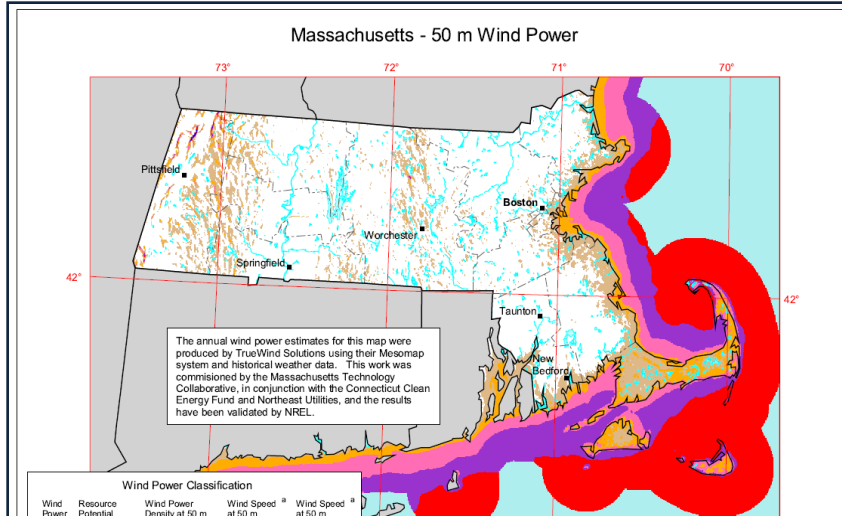 Massachusetts - 50 m Wind Power
73°
72°
71°
70°
Pittsfield
Boston
Worchester
Springfield
42°
42°
Taunton
New
Bedford
The annual wind power estimates for this map were
produced by TrueWind Solutions using their Mesomap
system and historical weather data. This work was
commisioned by the Massachusetts Technology
Collaborative, in conjunction with the Connecticut Clean
Energy Fund and Northeast Utilities, and the results
have been validated by NREL.
Wind Power Classification
Wind Resource Wind Power Wind Speed a Wind Speed a
Power Potential Density at 50 m at 50 m at 50 m